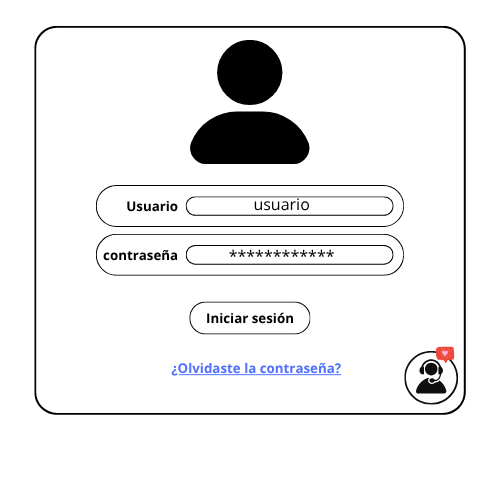 Usuario usuario
contraseña ************
Iniciar sesión
¿Olvidaste la contraseña?